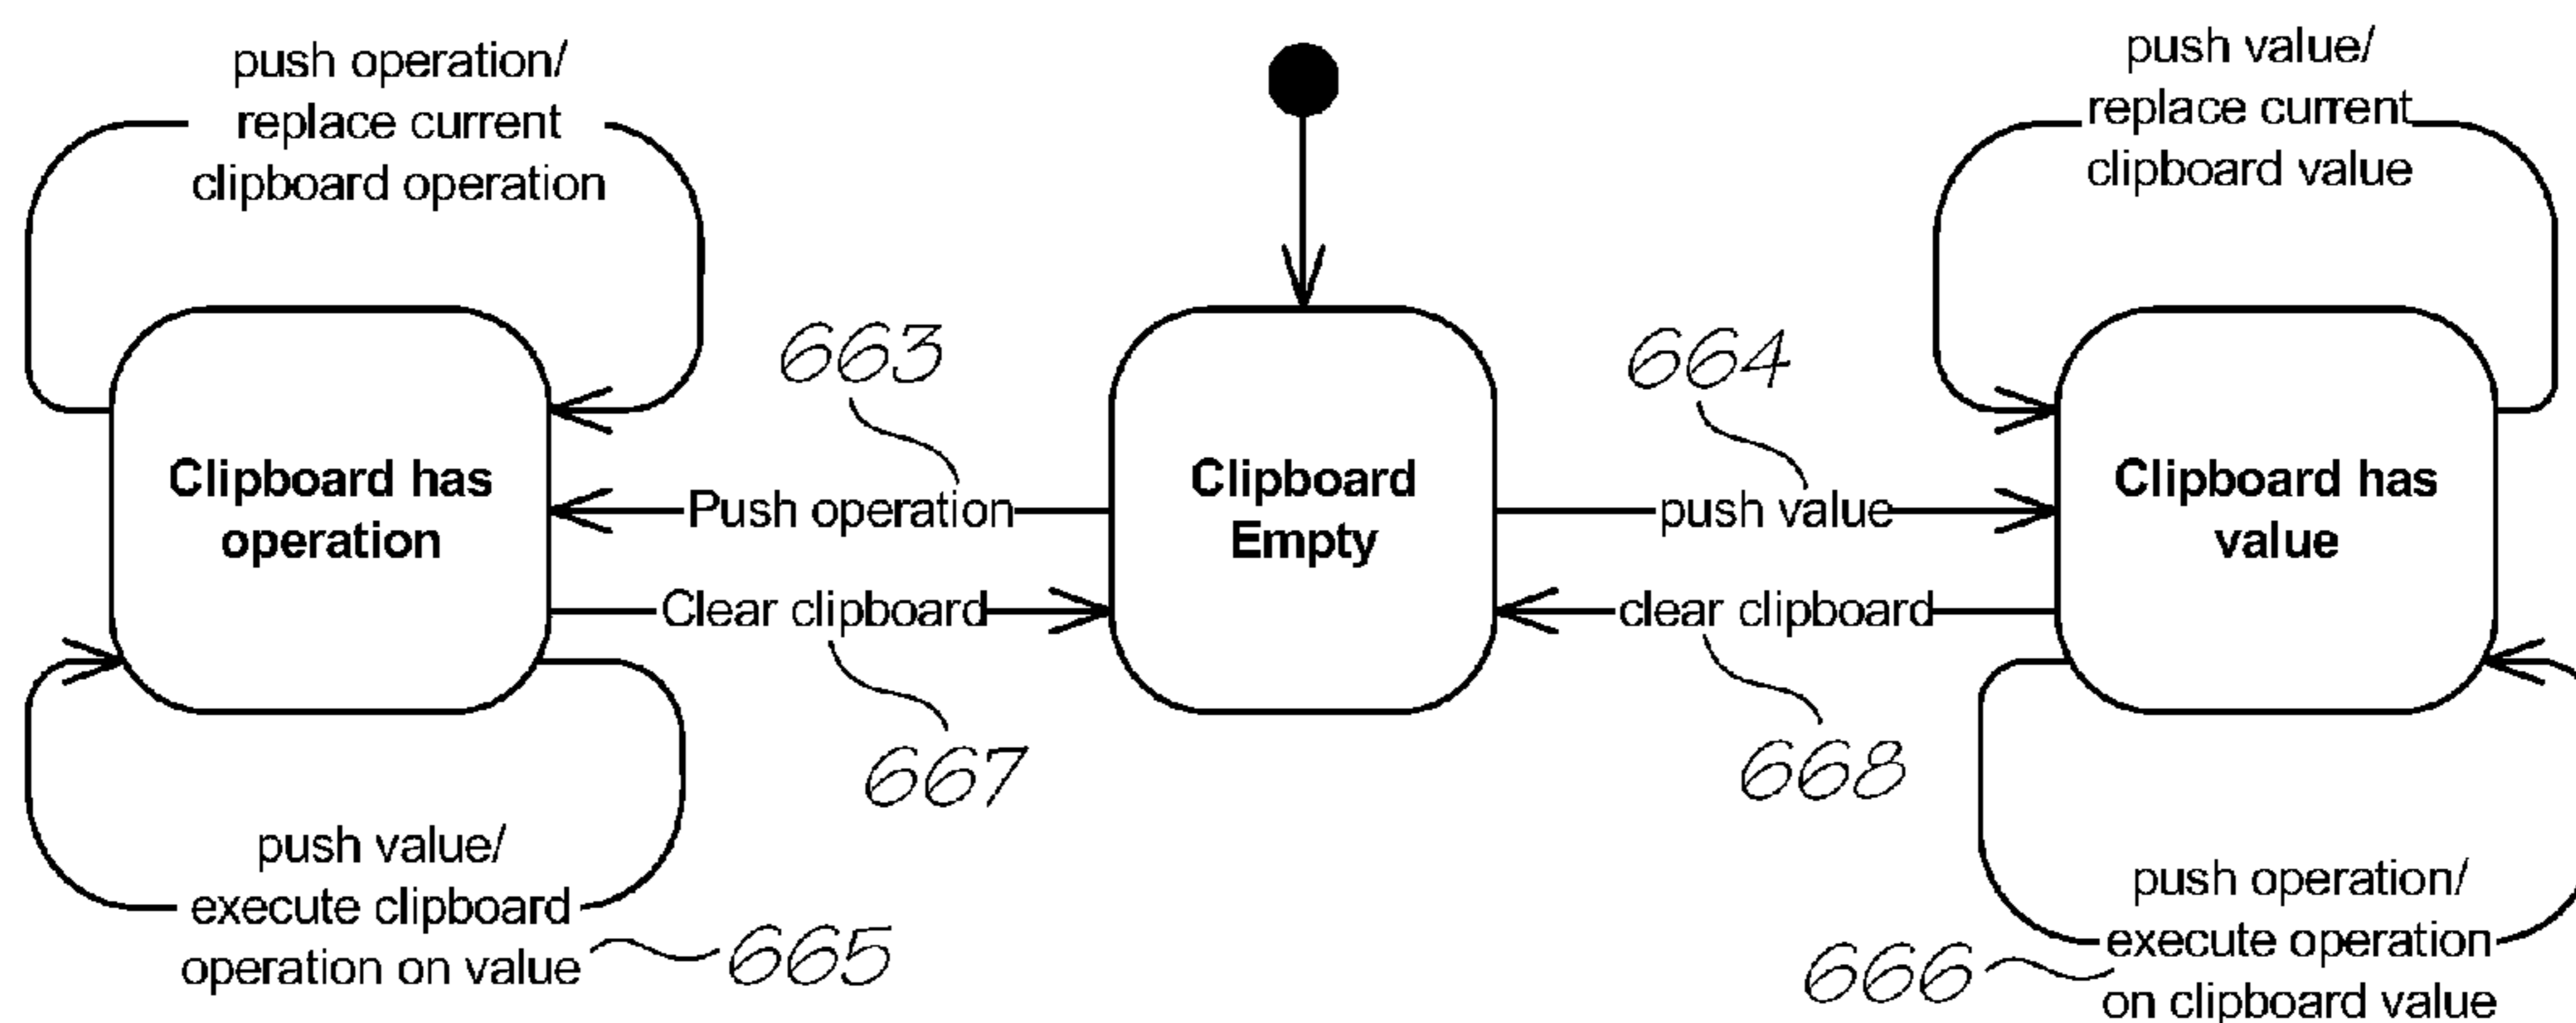 push operation/
replace current
clipboard operation
push value/
replace current
clipboard value
663
664
Clipboard has
operation
Push operation
Clipboard
Empty
push value
Clipboard has
value
Clear clipboard
clear clipboard
667
668
push value/
execute clipboard
operation on value
665
push operation/
execute operation
on clipboard value
666